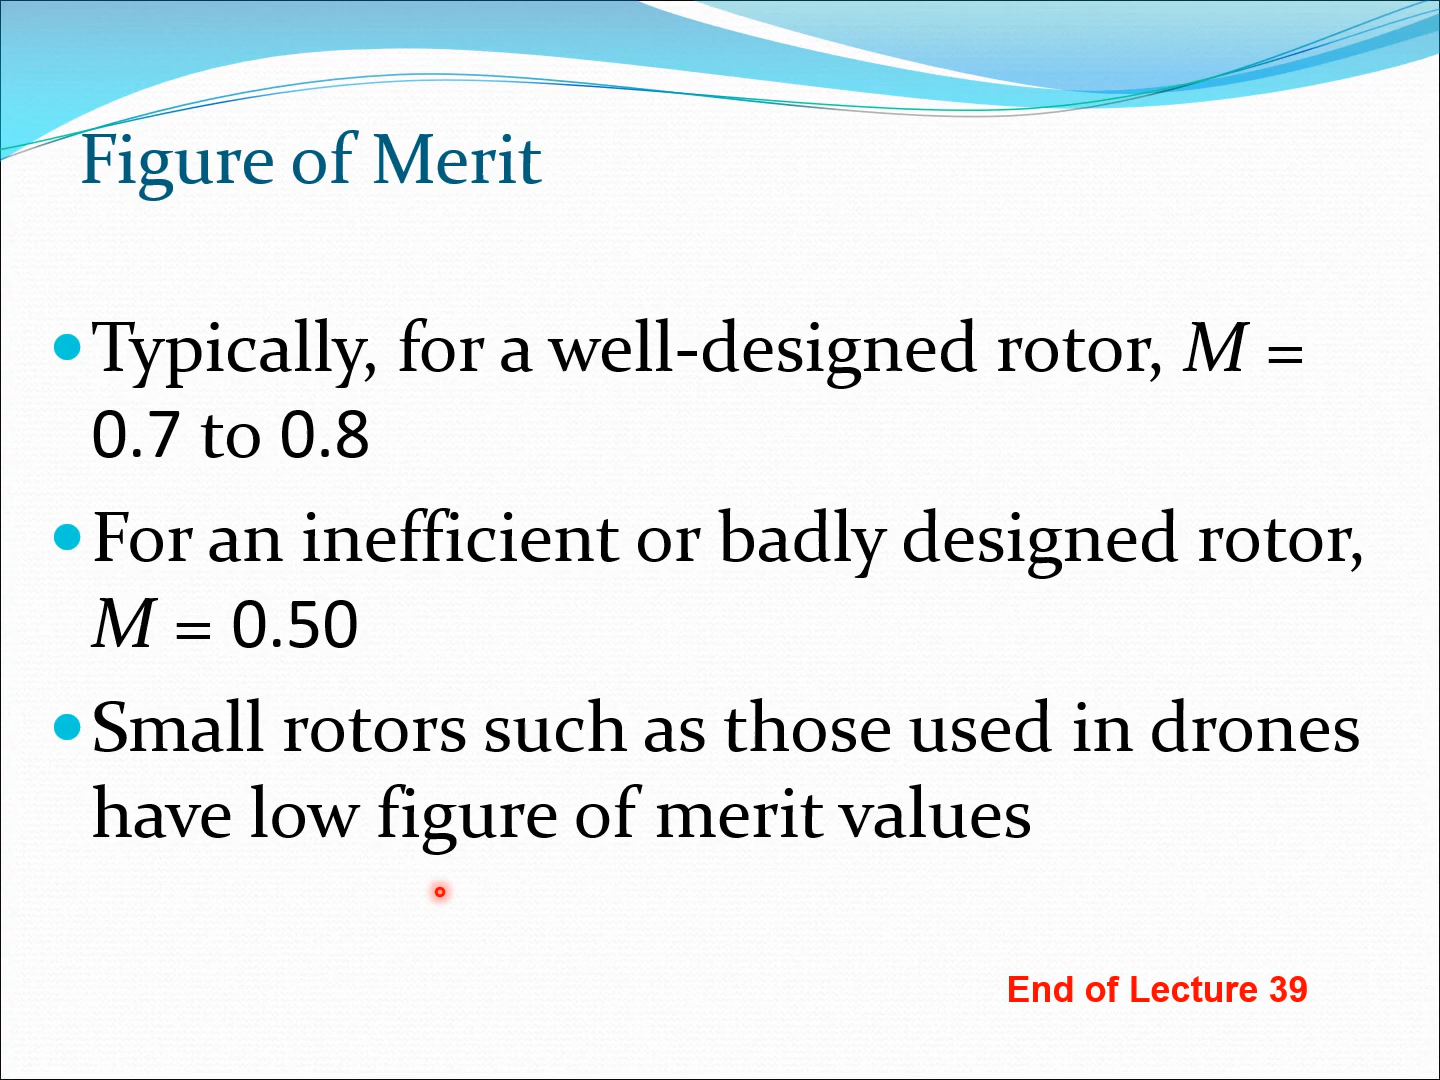 Figure of Merit
Typically, for a well-designed rotor, M =
0.7 to 0.8
For an inefficient or badly designed rotor,
M = 0.50
Small rotors such as those used in drones
have low figure of merit values
End of Lecture 39